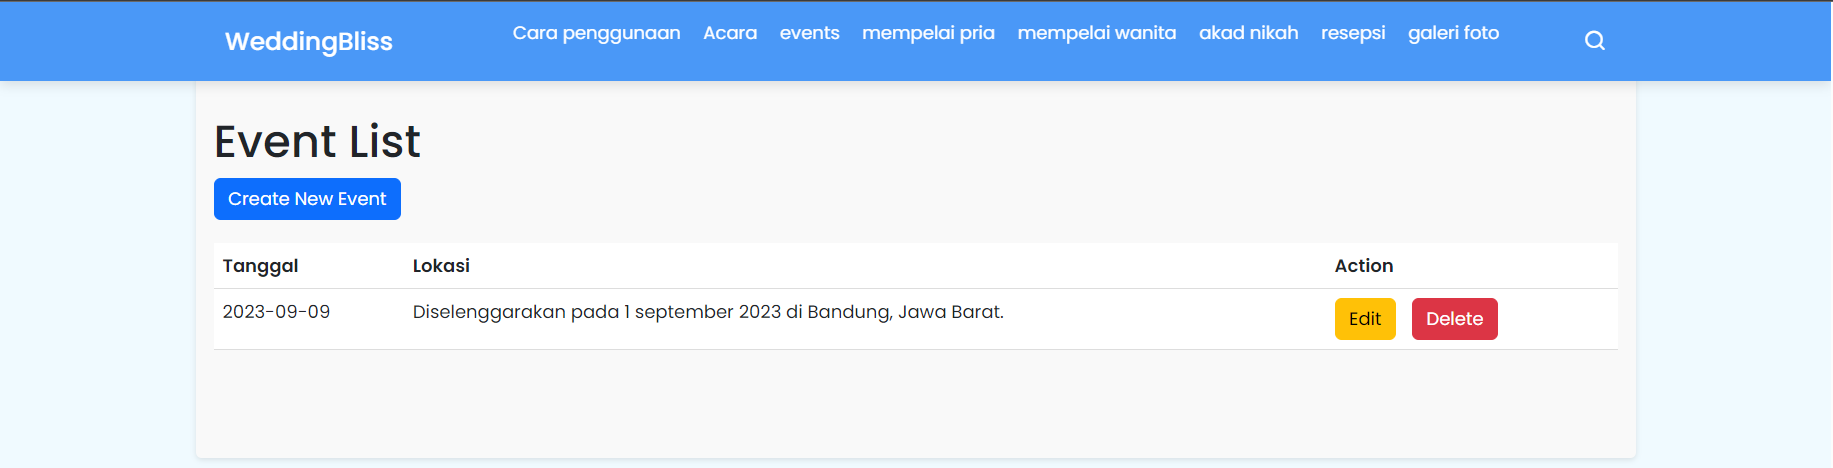 WeddingBliss Cara penggunaan Acara events mempelai pria mempelai wanita akad nikah resepsi galeri foto
Event List
Create New Event
Tanggal Lokasi Action
2023-09-09 Diselenggarakan pada 1 september 2023 di Bandung, Jawa Barat. Edit Delete